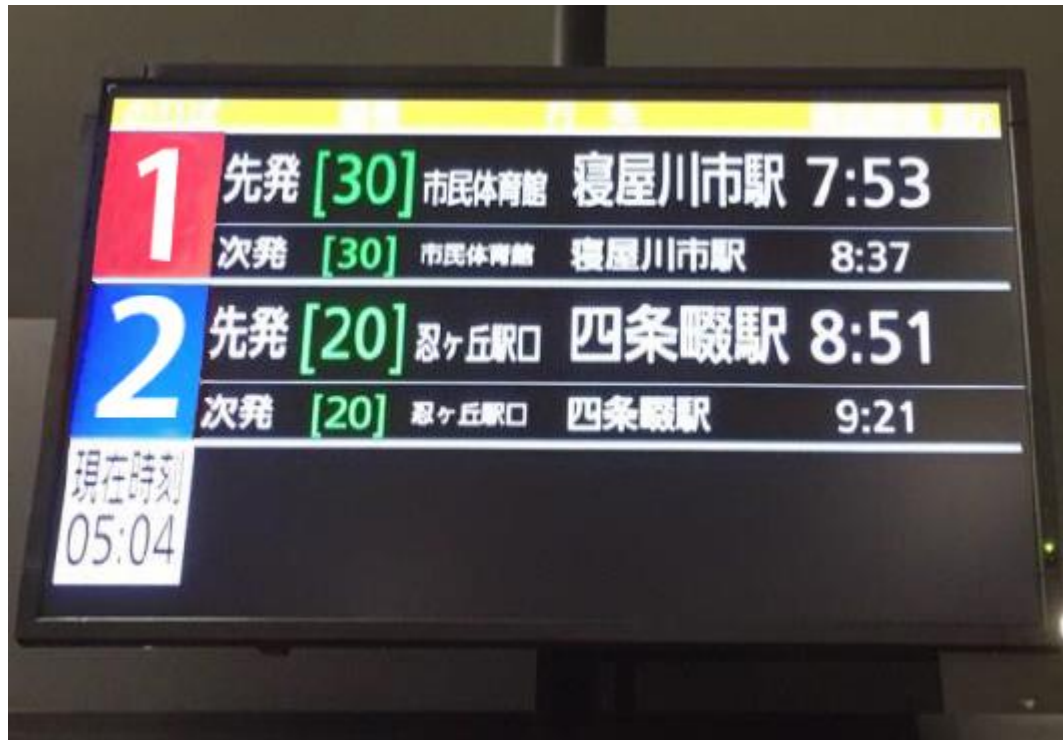 1 先発 [30] 市民体育館 寝屋川市駅 7:53
次発 [30] 市民体育館 寝屋川市駅 8:37
2 先発 [20] 忍ヶ丘駅口 四条畷駅 8:51
次発 [20] 忍ヶ丘駅口 四条畷駅 9:21
現在時刻
05:04